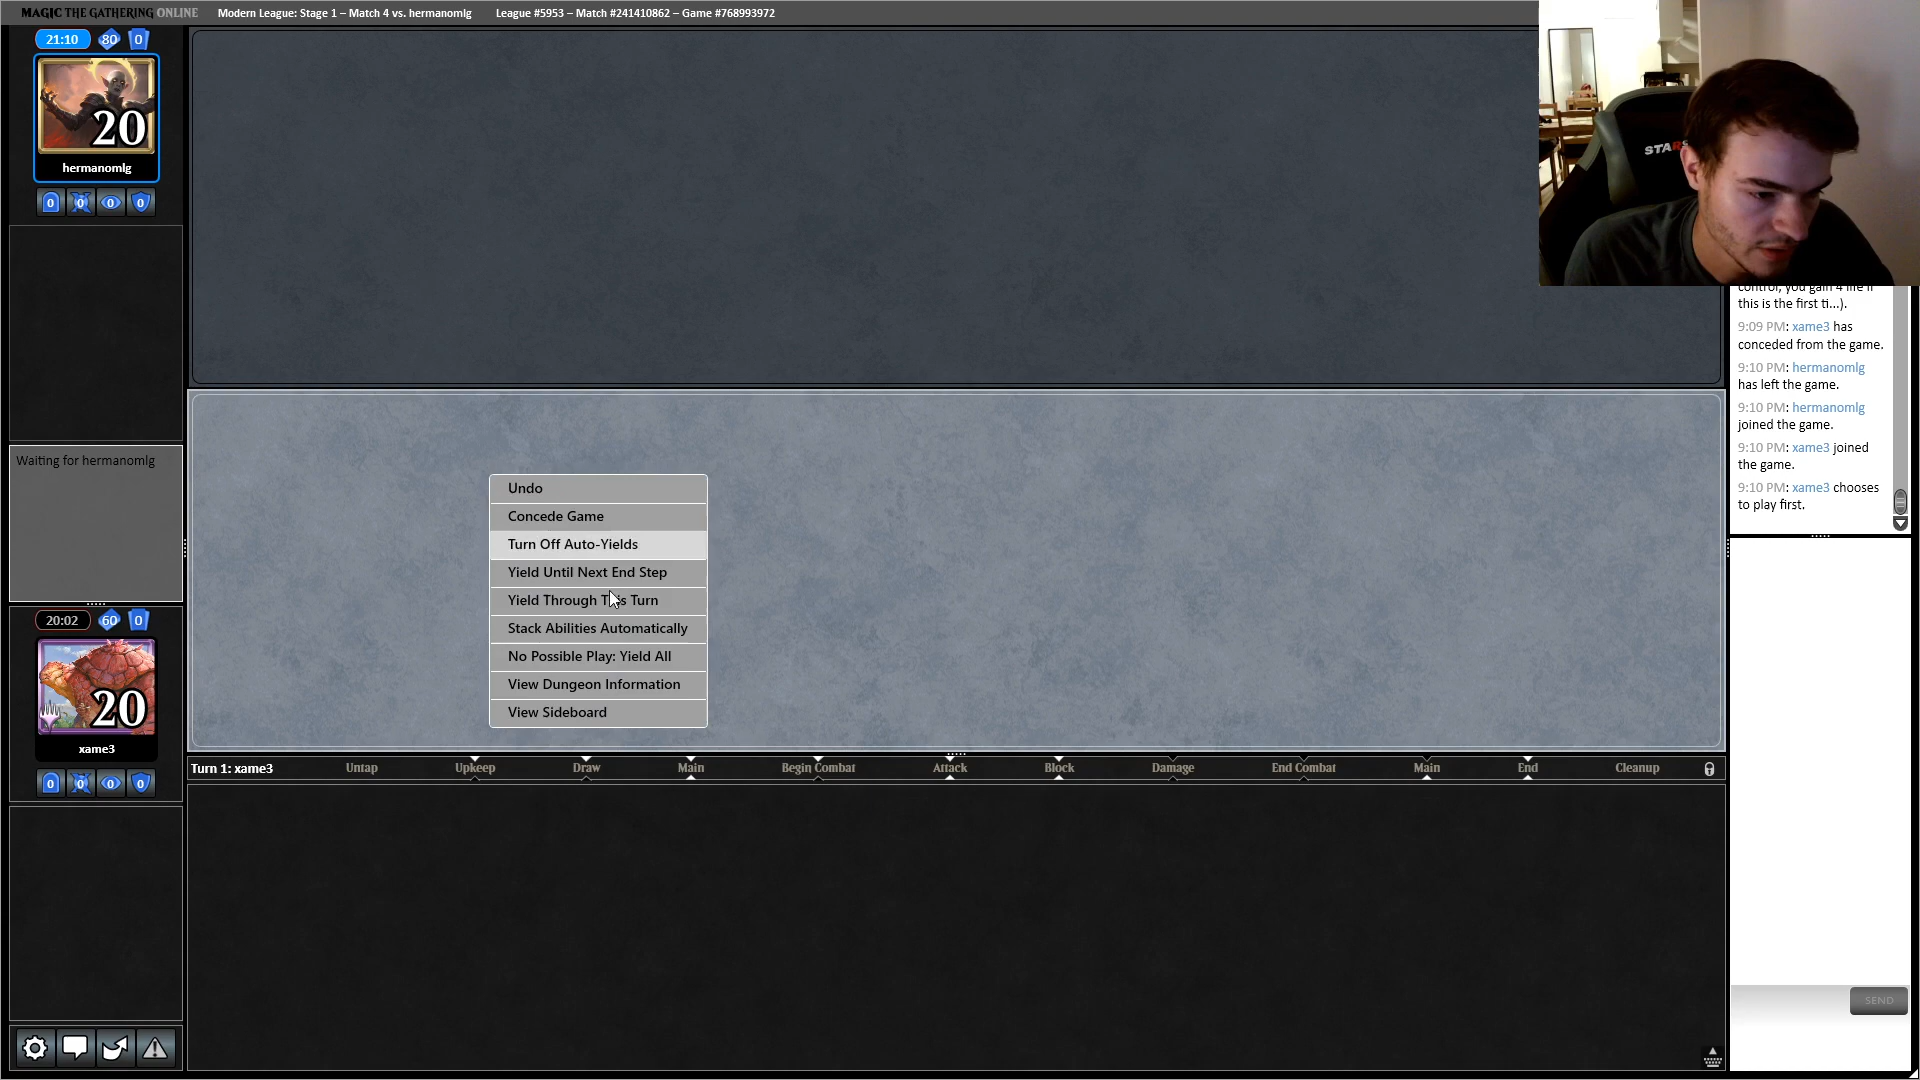 MAGIC THE GATHERING ONLINE
Modern League: Stage 1 – Match 4 vs. hermanomlg
League #5953 – Match #241410862 – Game #768993972
21:10
80
0
20
hermanomlg
0
0
0
0
Waiting for hermanomlg
20:02
60
0
20
xame3
0
0
0
0
Undo
Concede Game
Turn Off Auto-Yields
Yield Until Next End Step
Yield Through This Turn
Stack Abilities Automatically
No Possible Play: Yield All
View Dungeon Information
View Sideboard
Turn 1: xame3
Untap
Upkeep
Draw
Main
Begin Combat
Attack
Block
Damage
End Combat
Main
End
Cleanup
control, you gain 4 life if
this is the first ti...).
9:09 PM: xame3 has
conceded from the game.
9:10 PM: hermanomlg
has left the game.
9:10 PM: hermanomlg
joined the game.
9:10 PM: xame3 joined
the game.
9:10 PM: xame3 chooses
to play first.
SEND